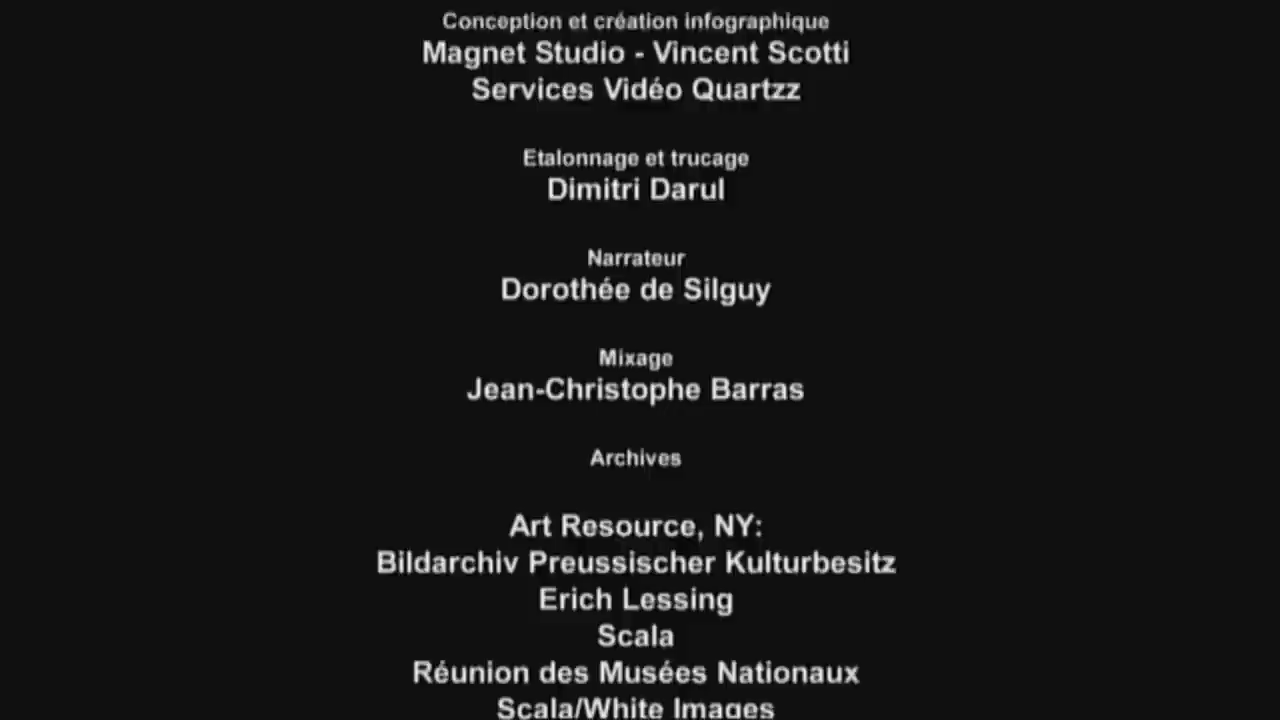 Conception et création infographique
Magnet Studio - Vincent Scotti
Services Vidéo Quartzz
Etalonnage et trucage
Dimitri Darul
Narrateur
Dorothée de Silguy
Mixage
Jean-Christophe Barras
Archives
Art Resource, NY:
Bildarchiv Preussischer Kulturbesitz
Erich Lessing
Scala
Réunion des Musées Nationaux
Scala/White Images